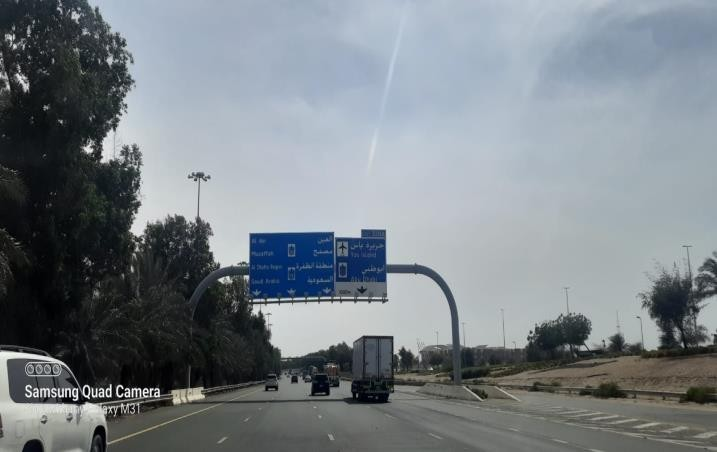 Al Ain
العين
Mussaffah
مصفح
Al Dhafra Region
منطقة الظفرة
Saudi Arabia
السعودية
جزيرة ياس
Yas Island
أبوظبي
Abu Dhabi
Samsung Quad Camera